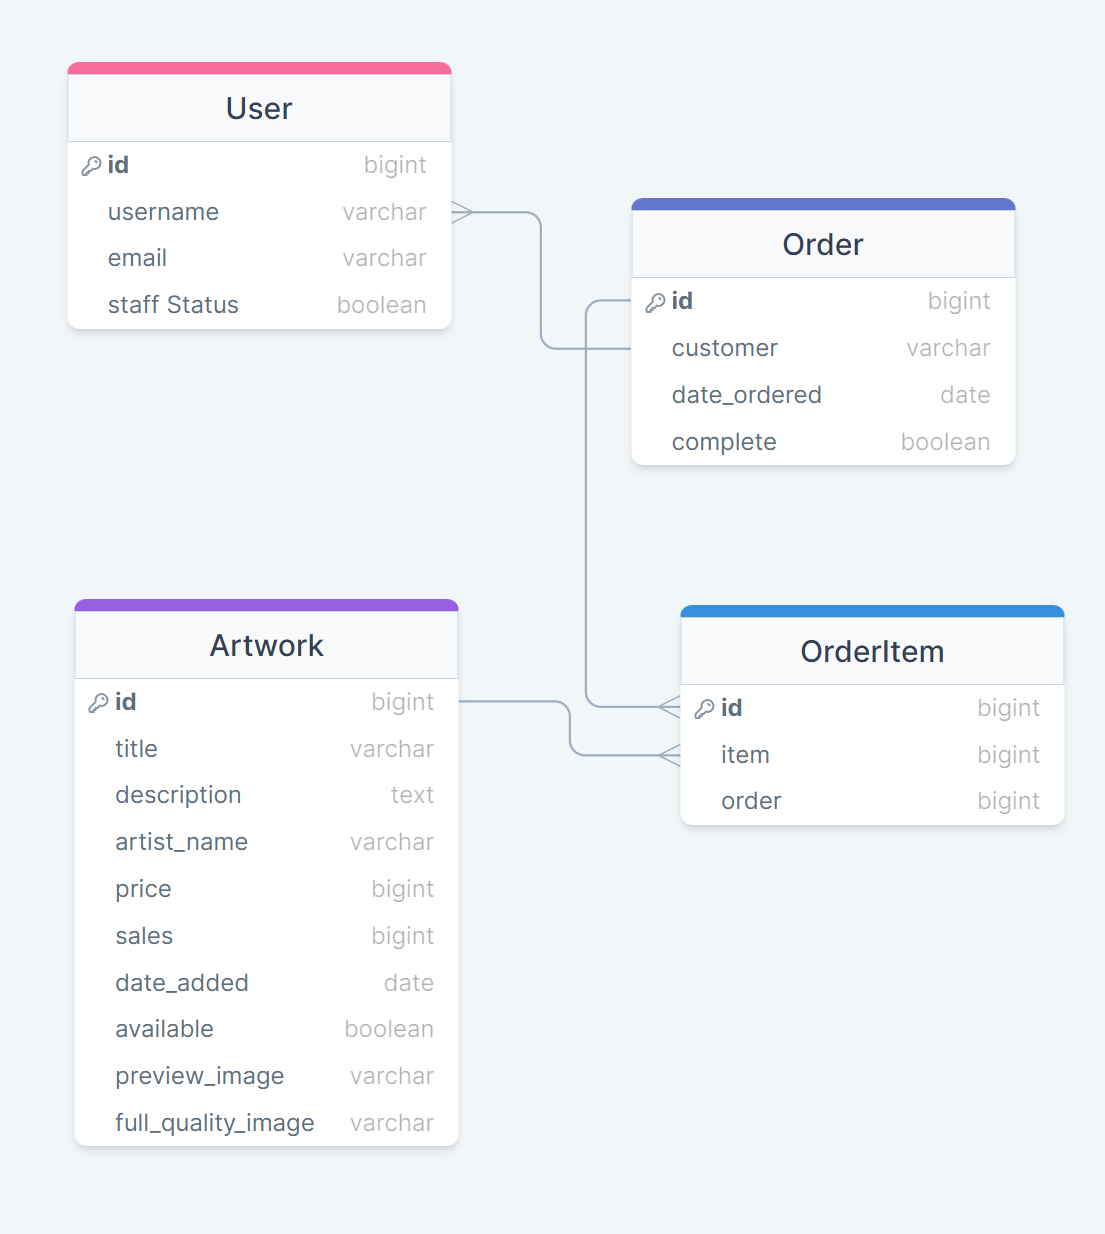 User
id bigint
username varchar
email varchar
staff Status boolean
Order
id bigint
customer varchar
date_ordered date
complete boolean
Artwork
id bigint
title varchar
description text
artist_name varchar
price bigint
sales bigint
date_added date
available boolean
preview_image varchar
full_quality_image varchar
OrderItem
id bigint
item bigint
order bigint